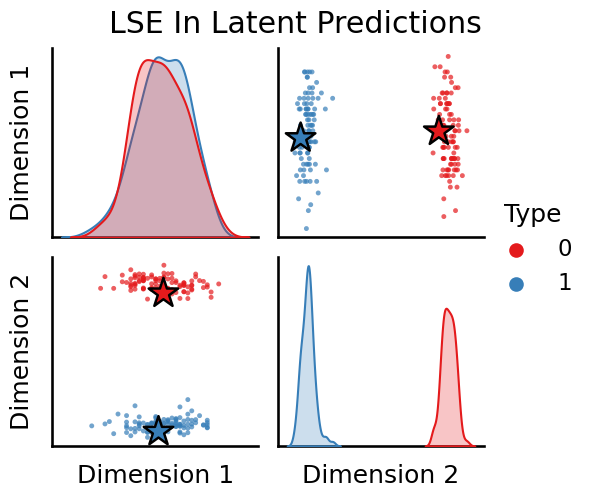 LSE In Latent Predictions
Dimension 1
Dimension 2
Type
0
1
Dimension 1
Dimension 2